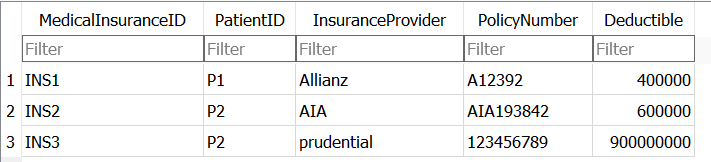 MedicalInsuranceID PatientID InsuranceProvider PolicyNumber Deductible
Filter Filter Filter Filter Filter
1 INS1 P1 Allianz A12392 400000
2 INS2 P2 AIA AIA193842 600000
3 INS3 P2 prudential 123456789 900000000